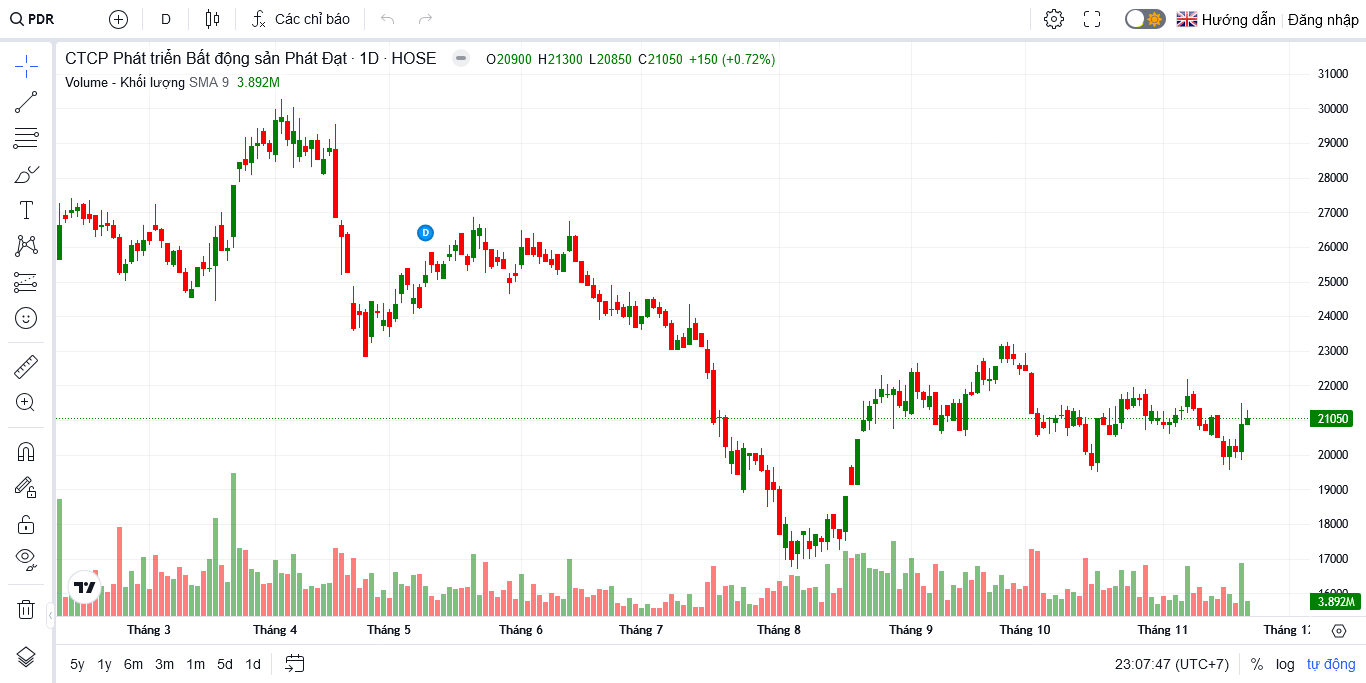 PDR D Các chỉ báo Hướng dẫn Đăng nhập
CTCP Phát triển Bất động sản Phát Đạt · 1D · HOSE O20900 H21300 L20850 C21050 +150 (+0.72%)
Volume - Khối lượng SMA 9 3.892M
D
31000
30000
29000
28000
27000
26000
25000
24000
23000
22000
21050
20000
19000
18000
17000
3.892M
Tháng 3 Tháng 4 Tháng 5 Tháng 6 Tháng 7 Tháng 8 Tháng 9 Tháng 10 Tháng 11 Tháng
5y 1y 6m 3m 1m 5d 1d 23:07:47 (UTC+7) % log tự động